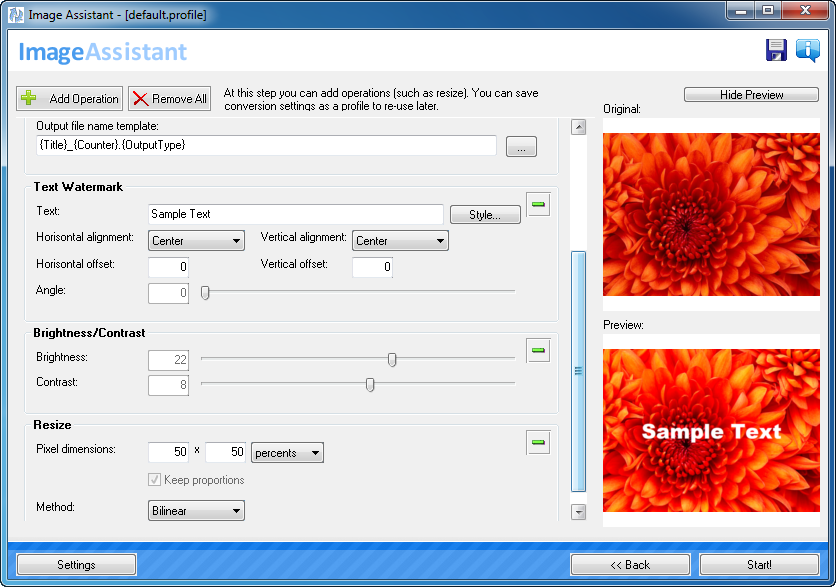 Image Assistant - [default.profile]
ImageAssistant
Add Operation
Remove All
At this step you can add operations (such as resize). You can save
conversion settings as a profile to re-use later.
Hide Preview
Original:
Output file name template:
{Title}_{Counter}.{OutputType}
...
Text Watermark
Text:
Sample Text
Style...
Horisontal alignment:
Center
Vertical alignment:
Center
Horisontal offset:
0
Vertical offset:
0
Angle:
0
Preview:
Sample Text
Brightness/Contrast
Brightness:
22
Contrast:
8
Resize
Pixel dimensions:
50 x 50 percents
Keep proportions
Method:
Bilinear
Settings
<< Back
Start!